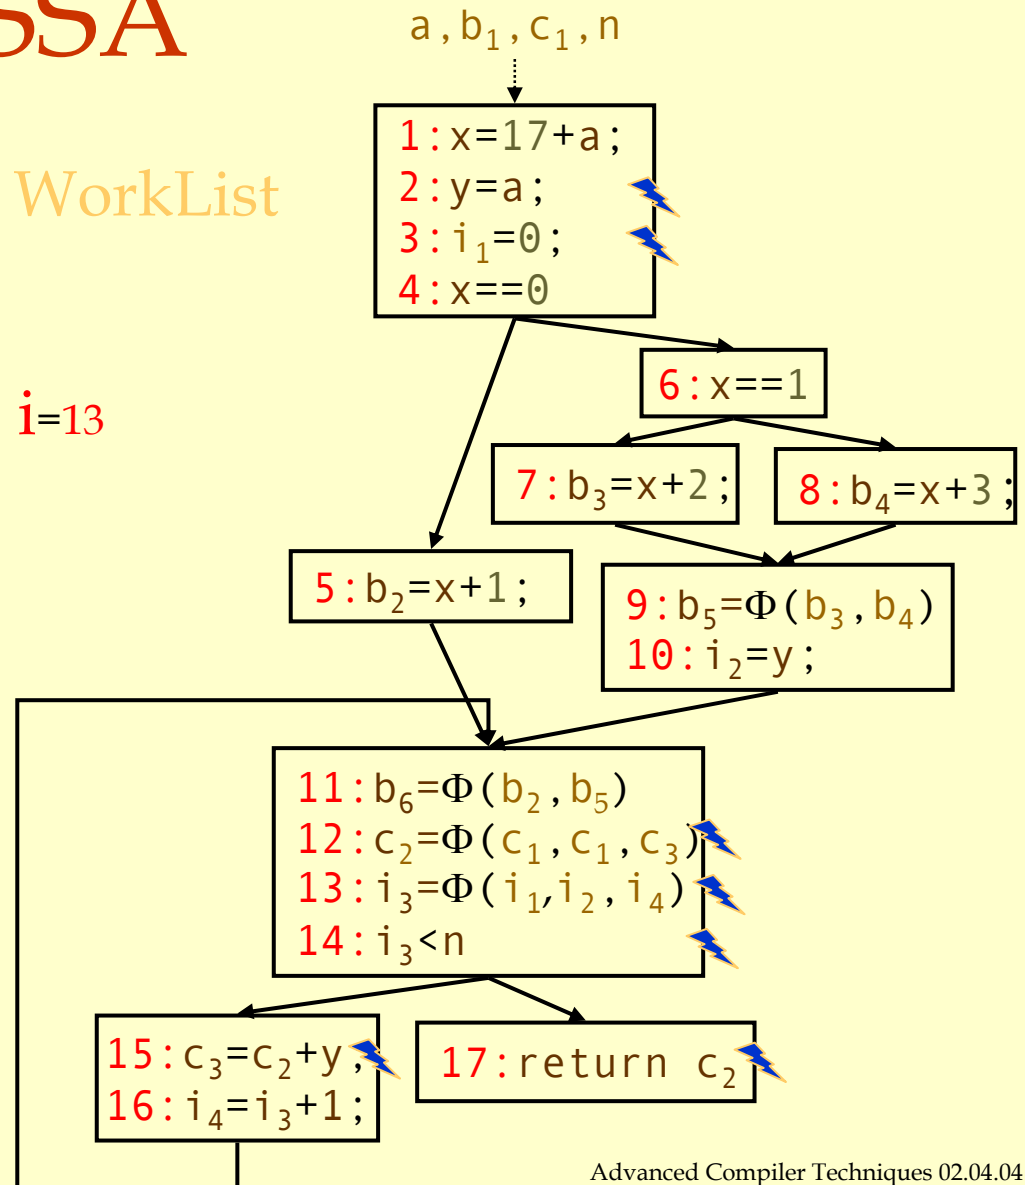 SSA
a,b₁,c₁,n
WorkList
i=13
1:x=17+a;
2:y=a;
3:i₁=0;
4:x==0
6:x==1
7:b₃=x+2;
8:b₄=x+3;
5:b₂=x+1;
9:b₅=Φ(b₃,b₄)
10:i₂=y;
11:b₆=Φ(b₂,b₅)
12:c₂=Φ(c₁,c₁,c₃)
13:i₃=Φ(i₁,i₂,i₄)
14:i₃<n
15:c₃=c₂+y;
16:i₄=i₃+1;
17:return c₂
Advanced Compiler Techniques 02.04.04